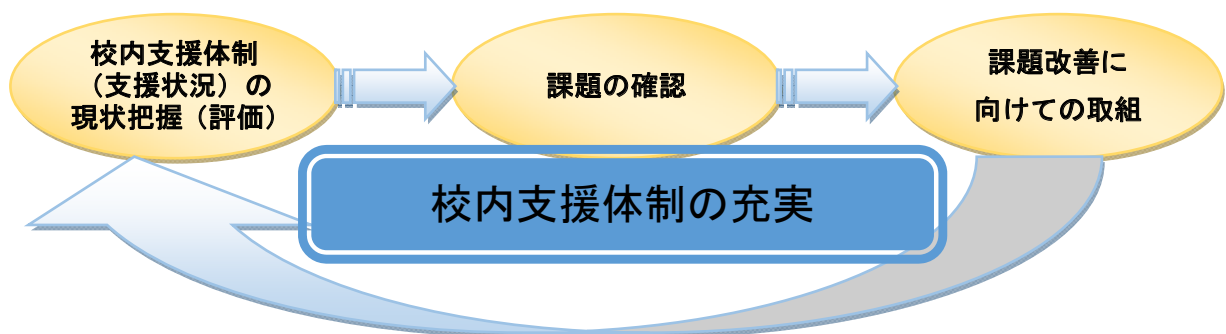 校内支援体制
（支援状況）の
現状把握（評価）
課題の確認
課題改善に
向けての取組
校内支援体制の充実